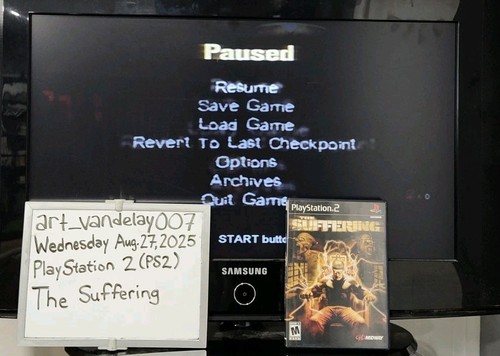 Paused
Resume
Save Game
Load Game
Revert To Last Checkpoint
Options
Archives
Quit Game
START butto
SAMSUNG
art_vandelay007
Wednesday Aug. 27, 2025
PlayStation 2 (PS2)
The Suffering
PlayStation 2
THE
SUFFERING
M
MIDWAY